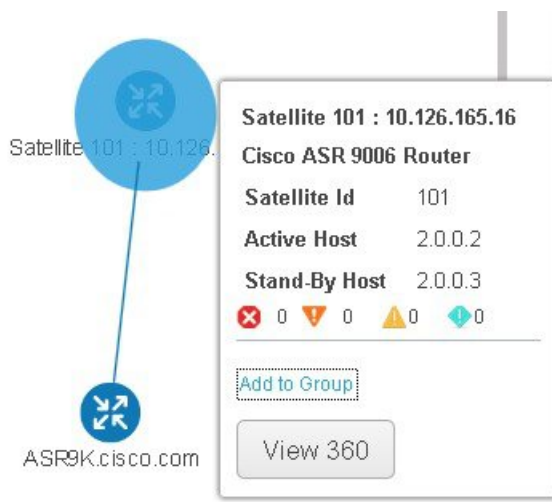 Satellite 101 : 10.126.
Satellite 101 : 10.126.165.16
Cisco ASR 9006 Router
Satellite Id 101
Active Host 2.0.0.2
Stand-By Host 2.0.0.3
0 0 0 0
Add to Group
View 360
ASR9K.cisco.com